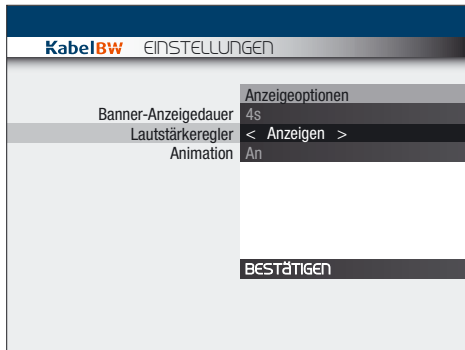 KabelBW EINSTELLUNGEN
Anzeigeoptionen
Banner-Anzeigedauer 4s
Lautstärkeregler < Anzeigen >
Animation An
BESTÄTIGEN